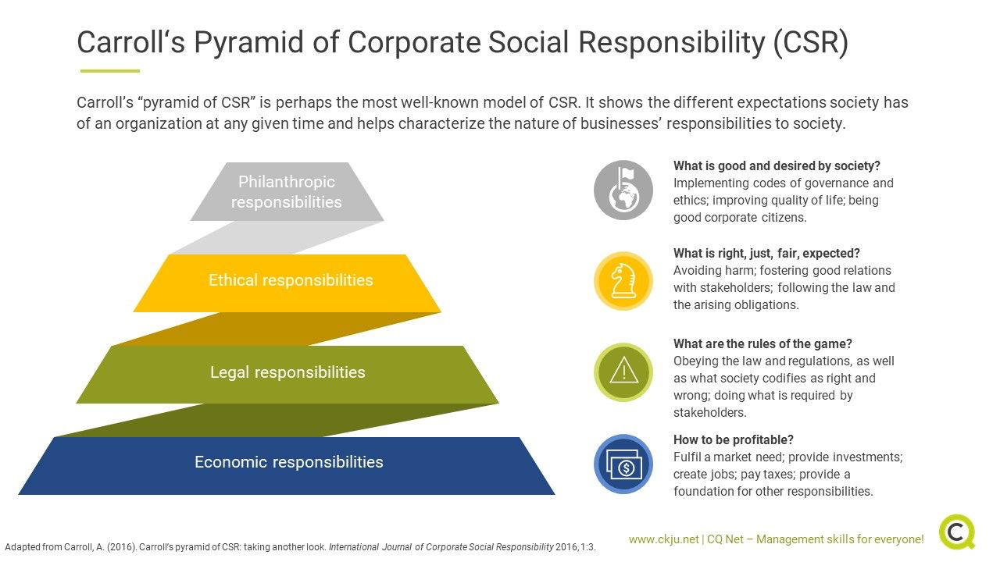 Carroll‘s Pyramid of Corporate Social Responsibility (CSR)
Carroll’s “pyramid of CSR” is perhaps the most well-known model of CSR. It shows the different expectations society has
of an organization at any given time and helps characterize the nature of businesses’ responsibilities to society.
Philanthropic
responsibilities
What is good and desired by society?
Implementing codes of governance and
ethics; improving quality of life; being
good corporate citizens.
Ethical responsibilities
What is right, just, fair, expected?
Avoiding harm; fostering good relations
with stakeholders; following the law and
the arising obligations.
Legal responsibilities
What are the rules of the game?
Obeying the law and regulations, as well
as what society codifies as right and
wrong; doing what is required by
stakeholders.
Economic responsibilities
How to be profitable?
Fulfil a market need; provide investments;
create jobs; pay taxes; provide a
foundation for other responsibilities.
$
Adapted from Carroll, A. (2016). Carroll’s pyramid of CSR: taking another look. International Journal of Corporate Social Responsibility 2016, 1:3.
www.ckju.net | CQ Net – Management skills for everyone!
CQ